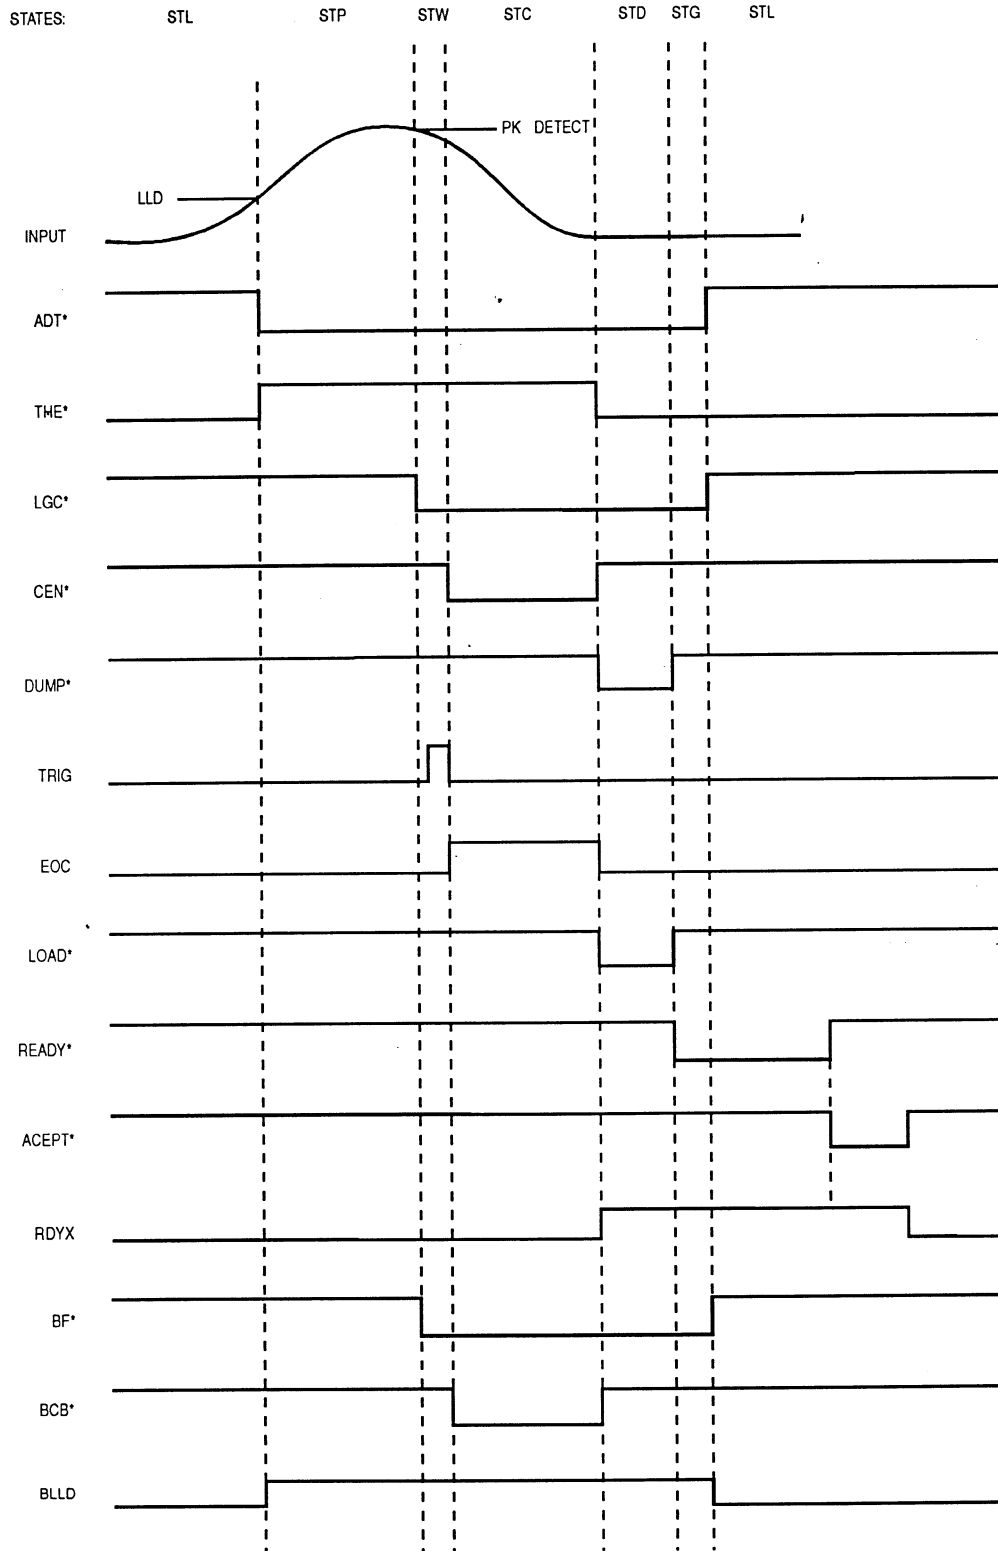 STATES: STL STP STW STC STD STG STL
PK DETECT
LLD
INPUT
ADT*
THE*
LGC*
CEN*
DUMP*
TRIG
EOC
LOAD*
READY*
ACEPT*
RDYX
BF*
BCB*
BLLD